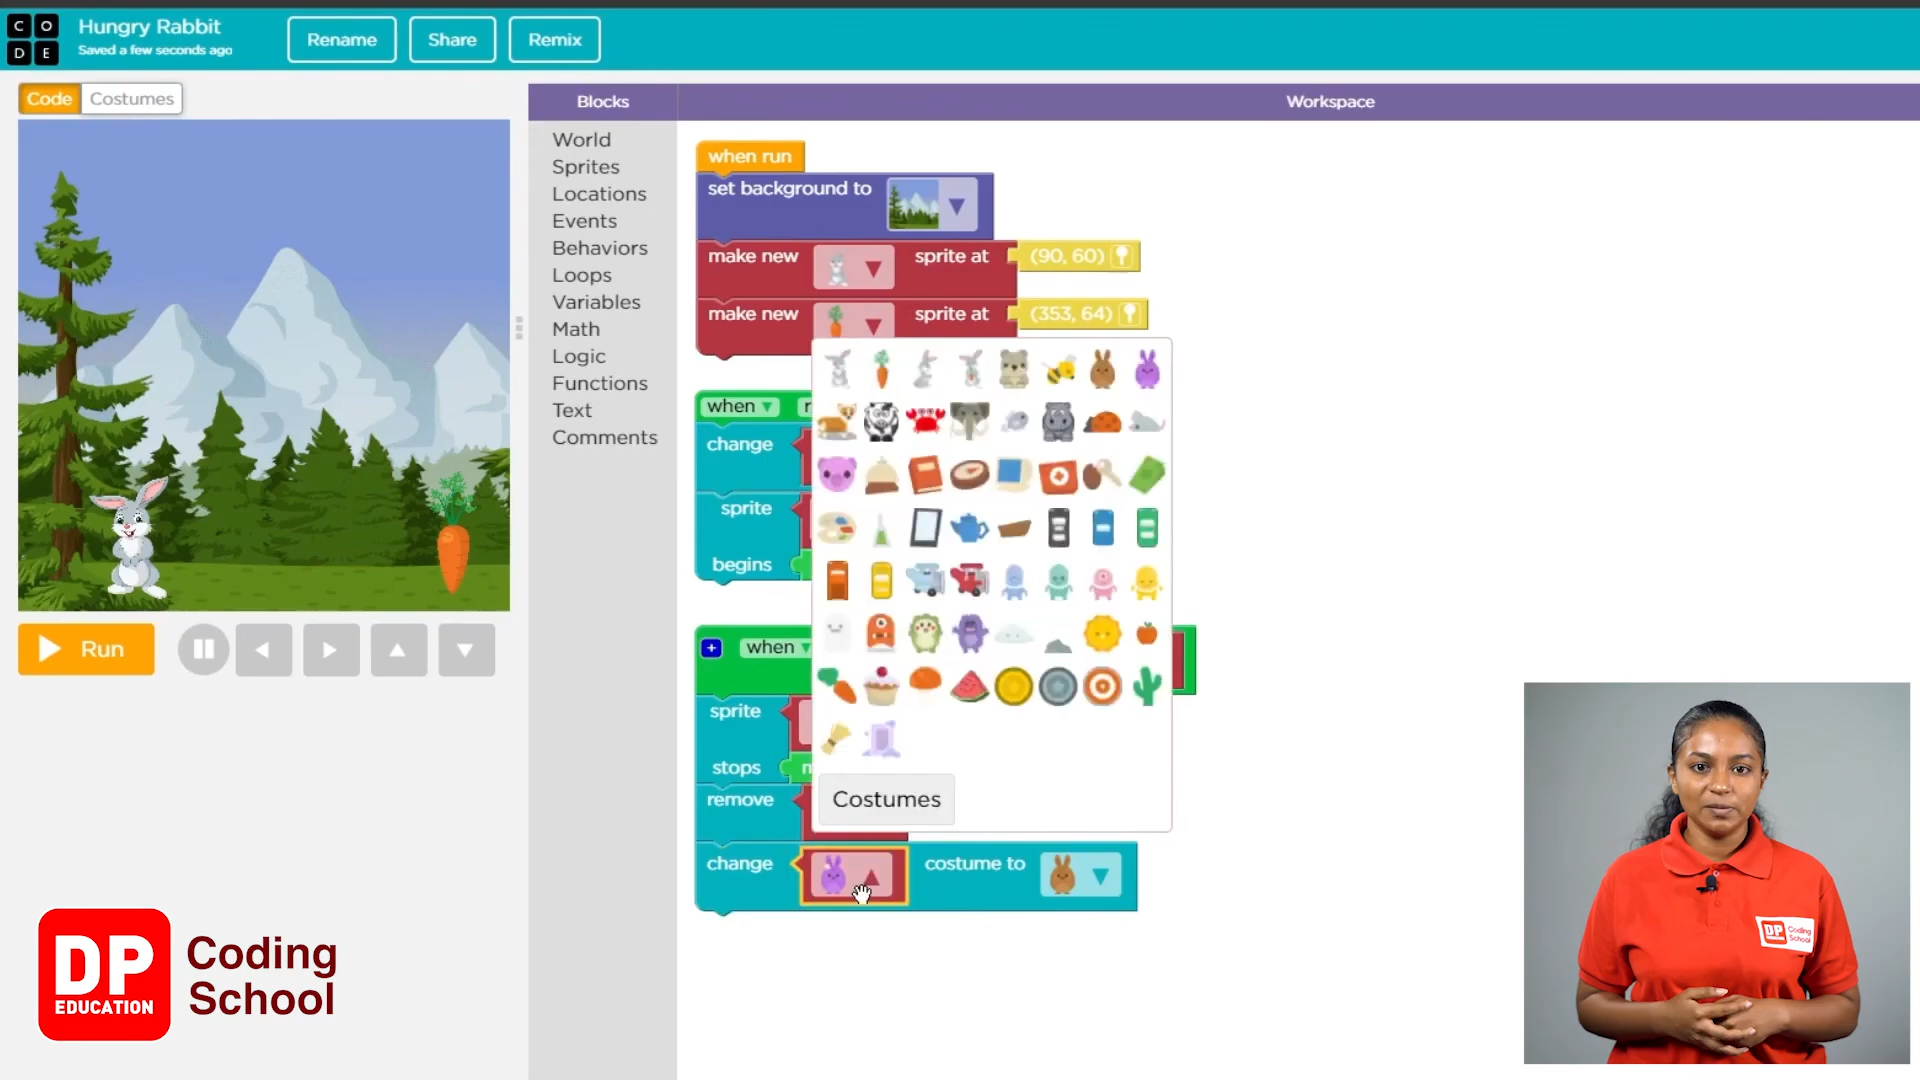 C O
D E
Hungry Rabbit
Saved a few seconds ago
Rename
Share
Remix
Code
Costumes
Run
Blocks
World
Sprites
Locations
Events
Behaviors
Loops
Variables
Math
Logic
Functions
Text
Comments
Workspace
when run
set background to
make new sprite at (90, 60)
make new sprite at (353, 64)
when
change
sprite
begins
when
sprite
stops
remove
Costumes
change costume to
DP
EDUCATION
Coding
School
DP
Coding
School